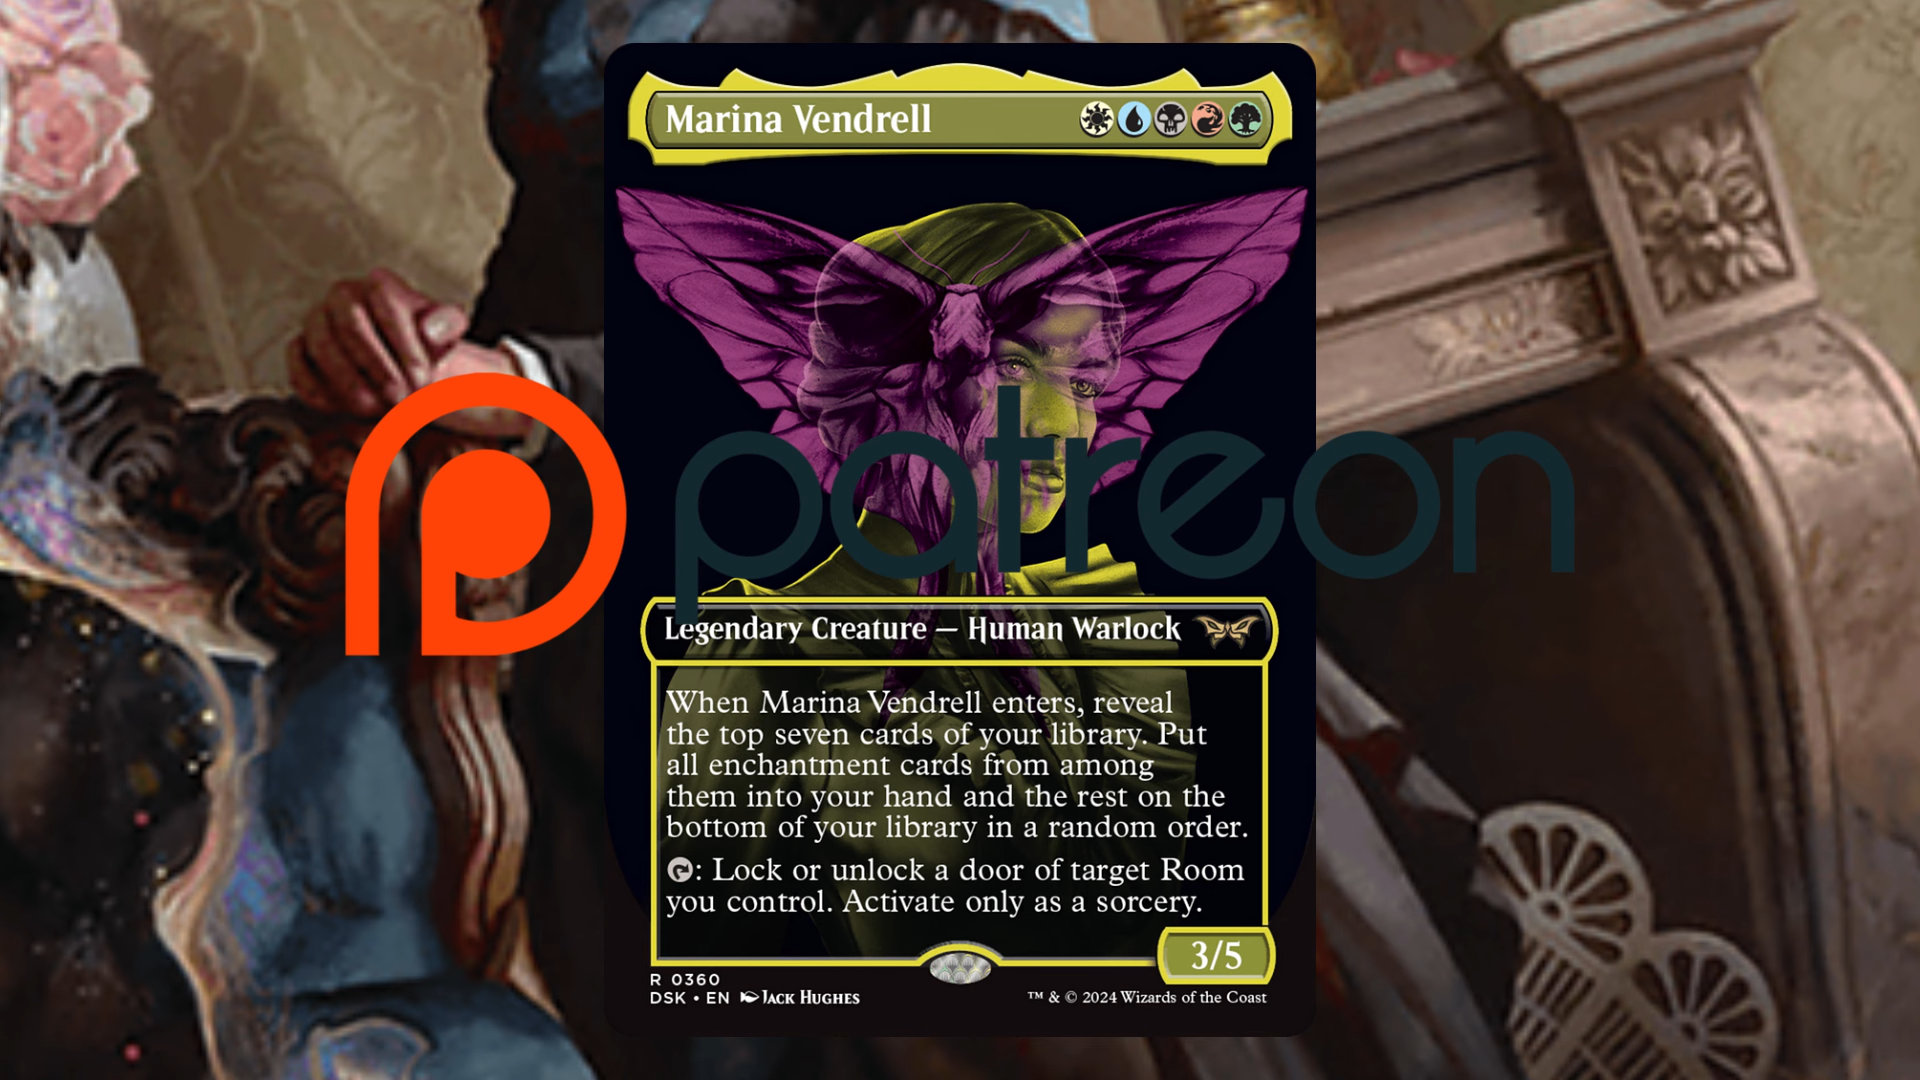 Marina Vendrell
patreon
Legendary Creature — Human Warlock
When Marina Vendrell enters, reveal
the top seven cards of your library. Put
all enchantment cards from among
them into your hand and the rest on the
bottom of your library in a random order.
: Lock or unlock a door of target Room
you control. Activate only as a sorcery.
3/5
R 0360
DSK • EN Jack Hughes
™ & © 2024 Wizards of the Coast